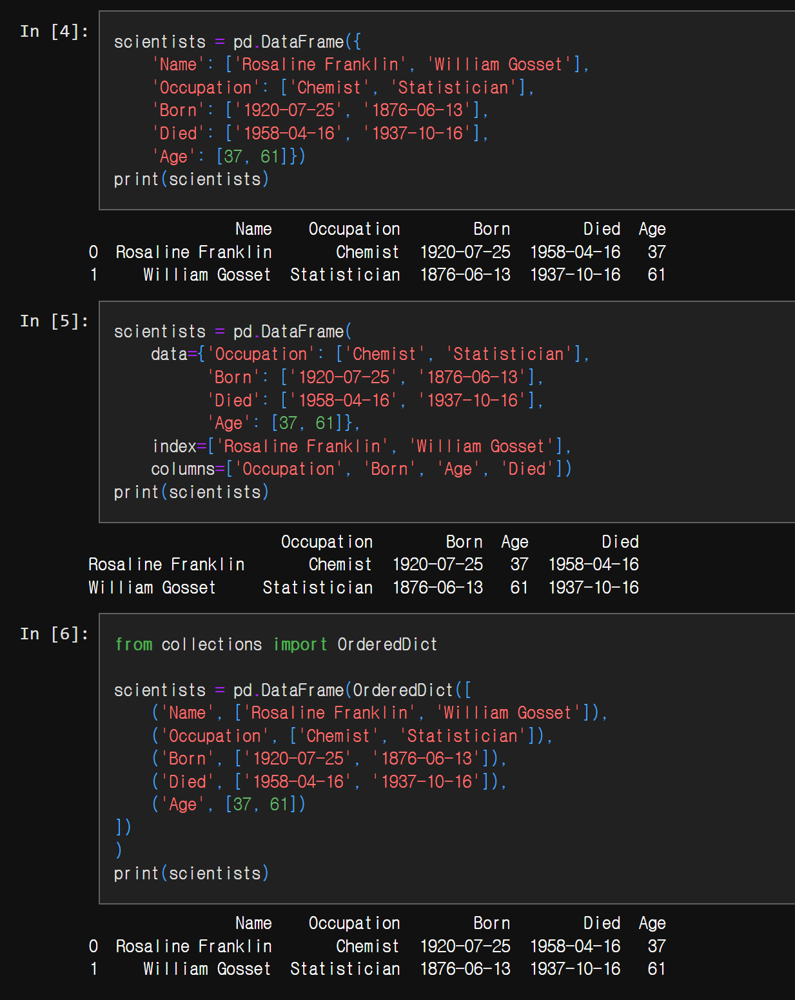 In [4]:
scientists = pd.DataFrame({
    'Name': ['Rosaline Franklin', 'William Gosset'],
    'Occupation': ['Chemist', 'Statistician'],
    'Born': ['1920-07-25', '1876-06-13'],
    'Died': ['1958-04-16', '1937-10-16'],
    'Age': [37, 61]})
print(scientists)
                Name    Occupation        Born        Died  Age
0  Rosaline Franklin       Chemist  1920-07-25  1958-04-16   37
1     William Gosset  Statistician  1876-06-13  1937-10-16   61
In [5]:
scientists = pd.DataFrame(
    data={'Occupation': ['Chemist', 'Statistician'],
          'Born': ['1920-07-25', '1876-06-13'],
          'Died': ['1958-04-16', '1937-10-16'],
          'Age': [37, 61]},
    index=['Rosaline Franklin', 'William Gosset'],
    columns=['Occupation', 'Born', 'Age', 'Died'])
print(scientists)
                     Occupation        Born  Age        Died
Rosaline Franklin       Chemist  1920-07-25   37  1958-04-16
William Gosset     Statistician  1876-06-13   61  1937-10-16
In [6]:
from collections import OrderedDict
scientists = pd.DataFrame(OrderedDict([
    ('Name', ['Rosaline Franklin', 'William Gosset']),
    ('Occupation', ['Chemist', 'Statistician']),
    ('Born', ['1920-07-25', '1876-06-13']),
    ('Died', ['1958-04-16', '1937-10-16']),
    ('Age', [37, 61])
])
)
print(scientists)
                Name    Occupation        Born        Died  Age
0  Rosaline Franklin       Chemist  1920-07-25  1958-04-16   37
1     William Gosset  Statistician  1876-06-13  1937-10-16   61